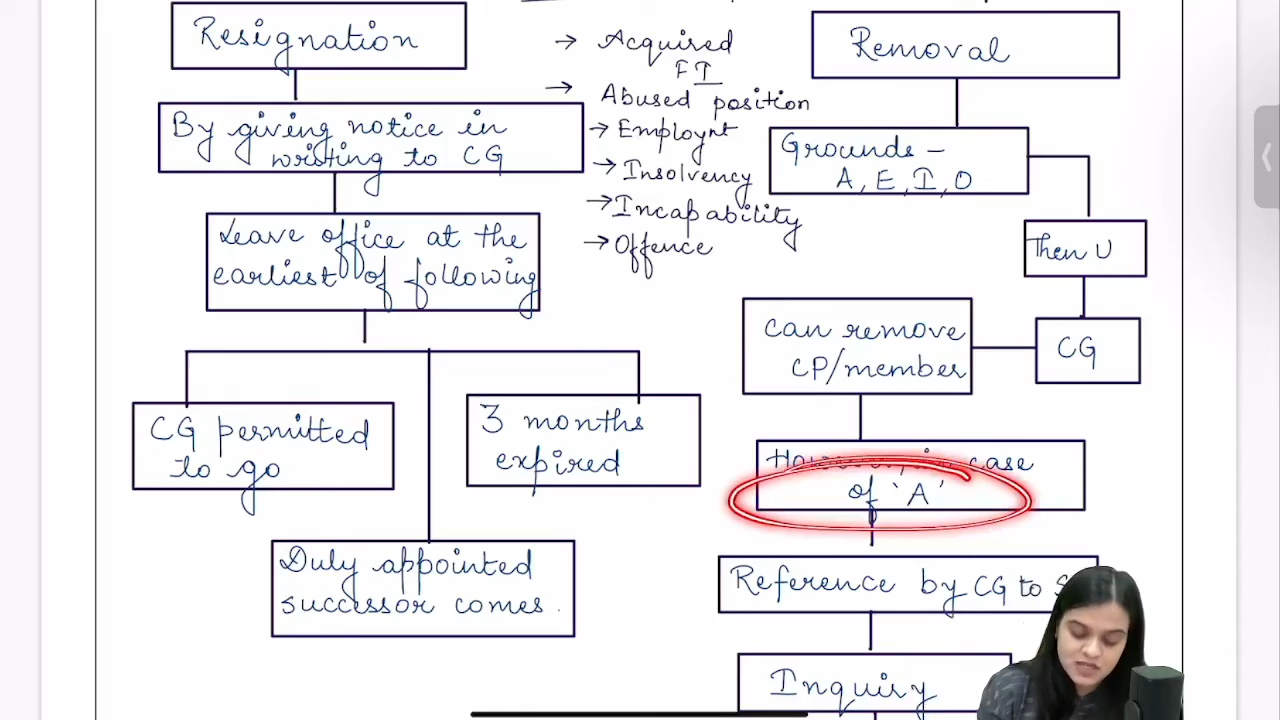 Resignation
By giving notice in
writing to CG
Leave office at the
earliest of following
CG permitted
to go
3 months
expired
Duly appointed
successor comes.
→ Acquired
FI
→ Abused position
→ Employnt
→ Insolvency
→ Incapability
→ Offence
Removal
Grounds –
A, E, I, O
Then U
CG
can remove
CP/member
case
of 'A'
Reference by CG to
Inquiry